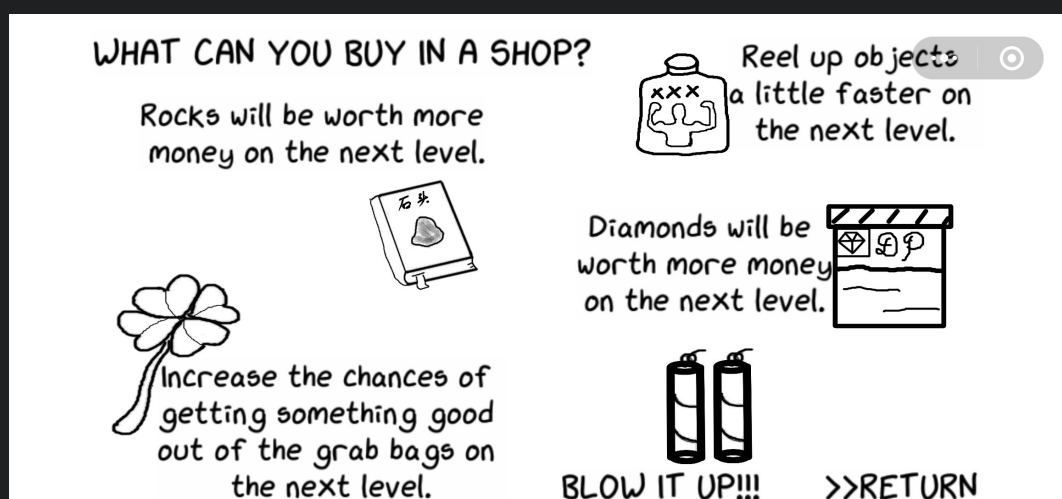 WHAT CAN YOU BUY IN A SHOP?
Rocks will be worth more
money on the next level.
石头
Increase the chances of
getting something good
out of the grab bags on
the next level.
XXX
Reel up objects
a little faster on
the next level.
Diamonds will be
worth more money
on the next level.
DP
BLOW IT UP!!!
>>RETURN